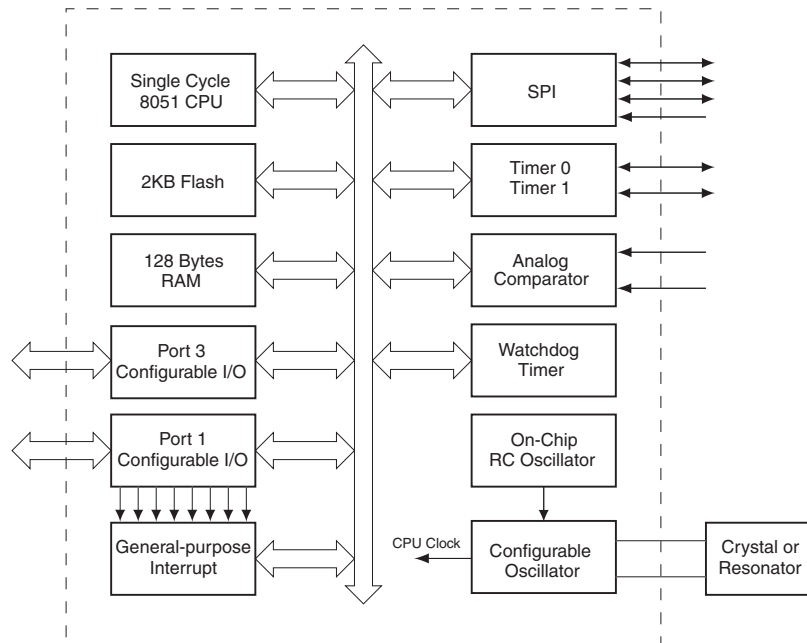 Single Cycle
8051 CPU
SPI
2KB Flash
Timer 0
Timer 1
128 Bytes
RAM
Analog
Comparator
Port 3
Configurable I/O
Watchdog
Timer
Port 1
Configurable I/O
On-Chip
RC Oscillator
General-purpose
Interrupt
CPU Clock
Configurable
Oscillator
Crystal or
Resonator